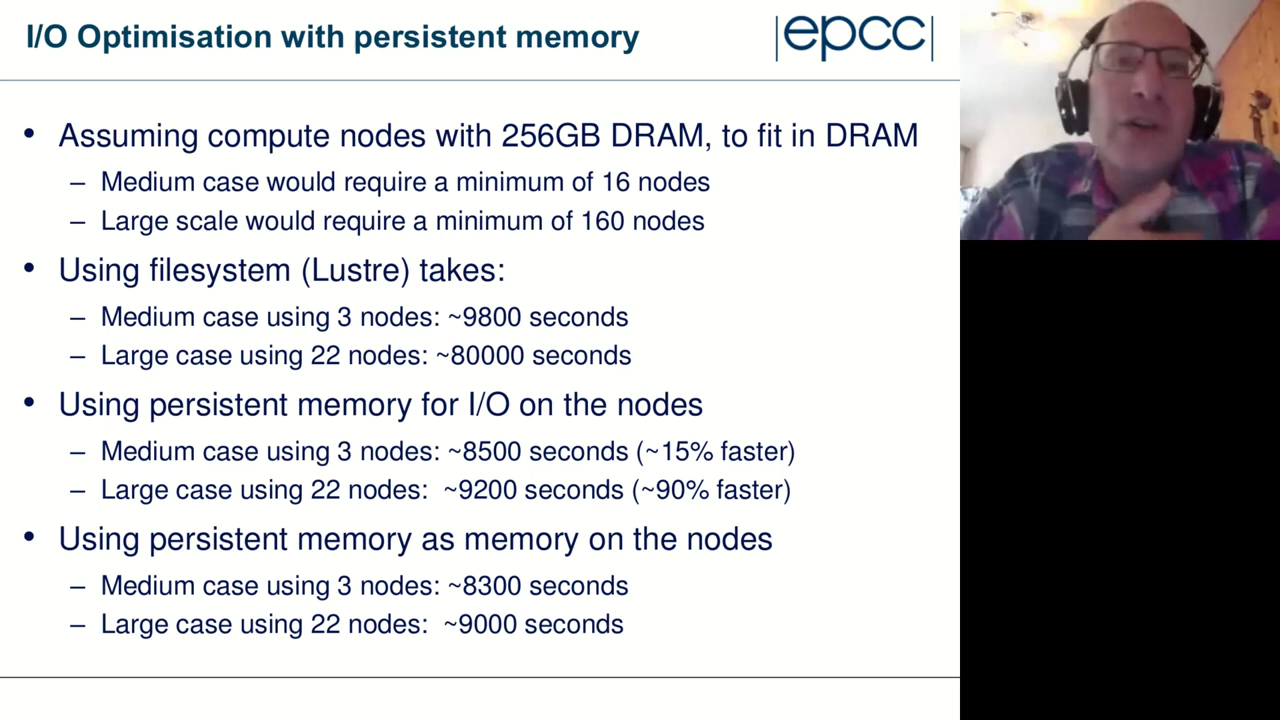 I/O Optimisation with persistent memory
|epcc|
• Assuming compute nodes with 256GB DRAM, to fit in DRAM
– Medium case would require a minimum of 16 nodes
– Large scale would require a minimum of 160 nodes
• Using filesystem (Lustre) takes:
– Medium case using 3 nodes: ~9800 seconds
– Large case using 22 nodes: ~80000 seconds
• Using persistent memory for I/O on the nodes
– Medium case using 3 nodes: ~8500 seconds (~15% faster)
– Large case using 22 nodes: ~9200 seconds (~90% faster)
• Using persistent memory as memory on the nodes
– Medium case using 3 nodes: ~8300 seconds
– Large case using 22 nodes: ~9000 seconds